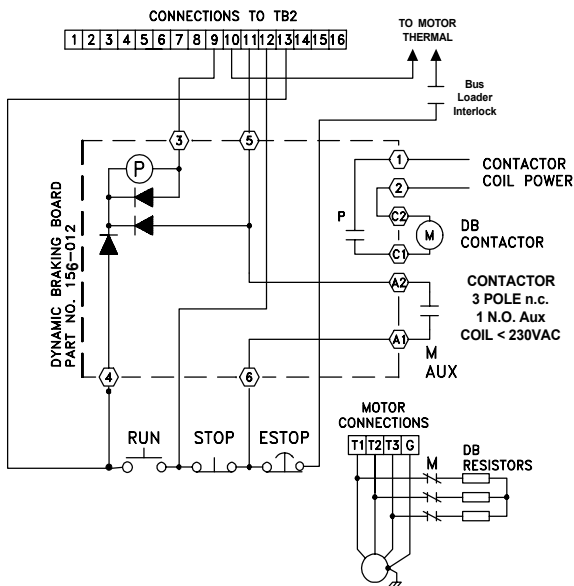 CONNECTIONS TO TB2
1 2 3 4 5 6 7 8 9 10 11 12 13 14 15 16
TO MOTOR
THERMAL
Bus
Loader
Interlock
3
5
1
2
CONTACTOR
COIL POWER
P
P
C2
M
DB
CONTACTOR
C1
DYNAMIC BRAKING BOARD
PART NO. 156-012
A2
CONTACTOR
3 POLE n.c.
1 N.O. Aux
COIL < 230VAC
A1
M
AUX
4
6
RUN
STOP
ESTOP
MOTOR
CONNECTIONS
T1 T2 T3 G
M
DB
RESISTORS